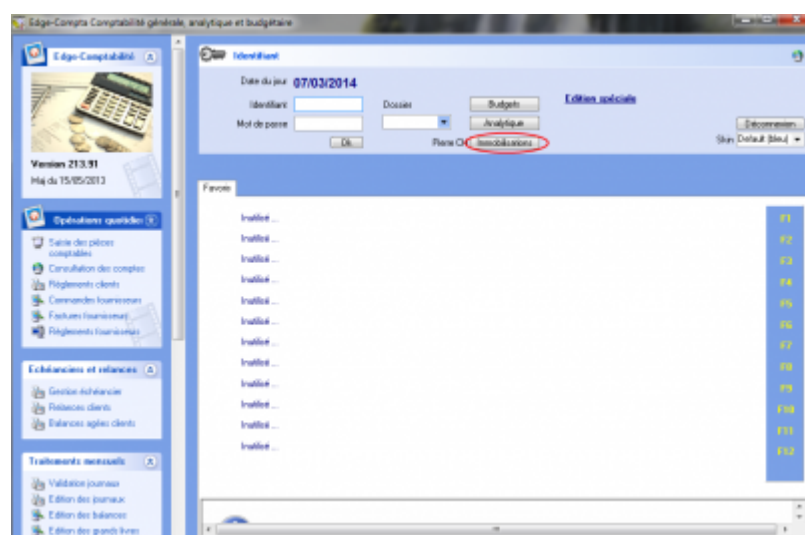 Edge-Compta Comptabilité générale, analytique et budgétaire
Edge-Comptabilité
Version 213.91
Maj du 15/05/2013
Opérations quotidie
Saisie des pièces
comptables
Consultation des comptes
Règlements clients
Commandes fournisseurs
Factures fournisseurs
Règlements fournisseurs
Echéanciers et relances
Gestion échéancier
Relances clients
Balances agées clients
Traitements mensuels
Validation journaux
Edition des journaux
Edition des balances
Edition des grands livres
Identifiant
Date du jour 07/03/2014
Identifiant
Dossier
Budgets
Edition spéciale
Mot de passe
Analytique
Déconnexion
Ok
Pierre
Immobilisations
Skin Default (bleu)
Favoris
Inutilisé ... F1
Inutilisé ... F2
Inutilisé ... F3
Inutilisé ... F4
Inutilisé ... F5
Inutilisé ... F6
Inutilisé ... F7
Inutilisé ... F8
Inutilisé ... F9
Inutilisé ... F10
Inutilisé ... F11
Inutilisé ... F12